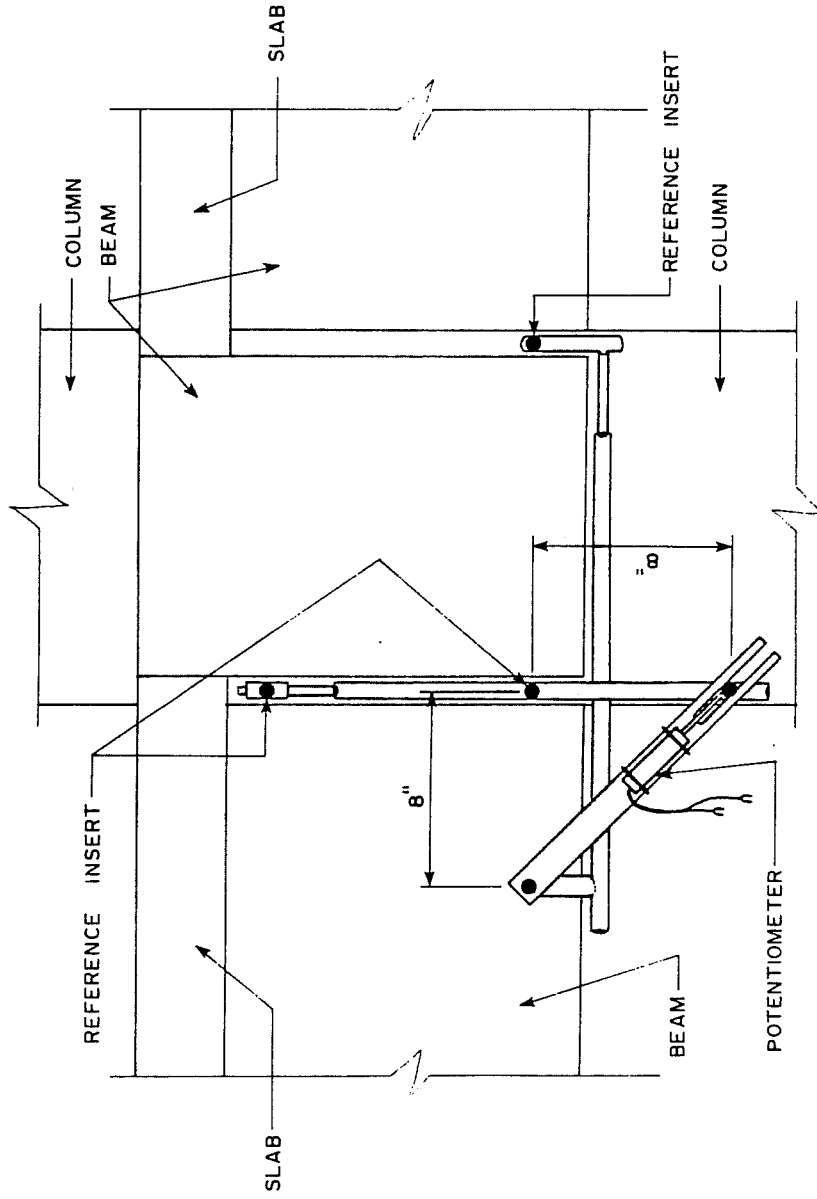 REFERENCE INSERT
COLUMN
BEAM
SLAB
SLAB
8"
8"
BEAM
REFERENCE INSERT
COLUMN
POTENTIOMETER